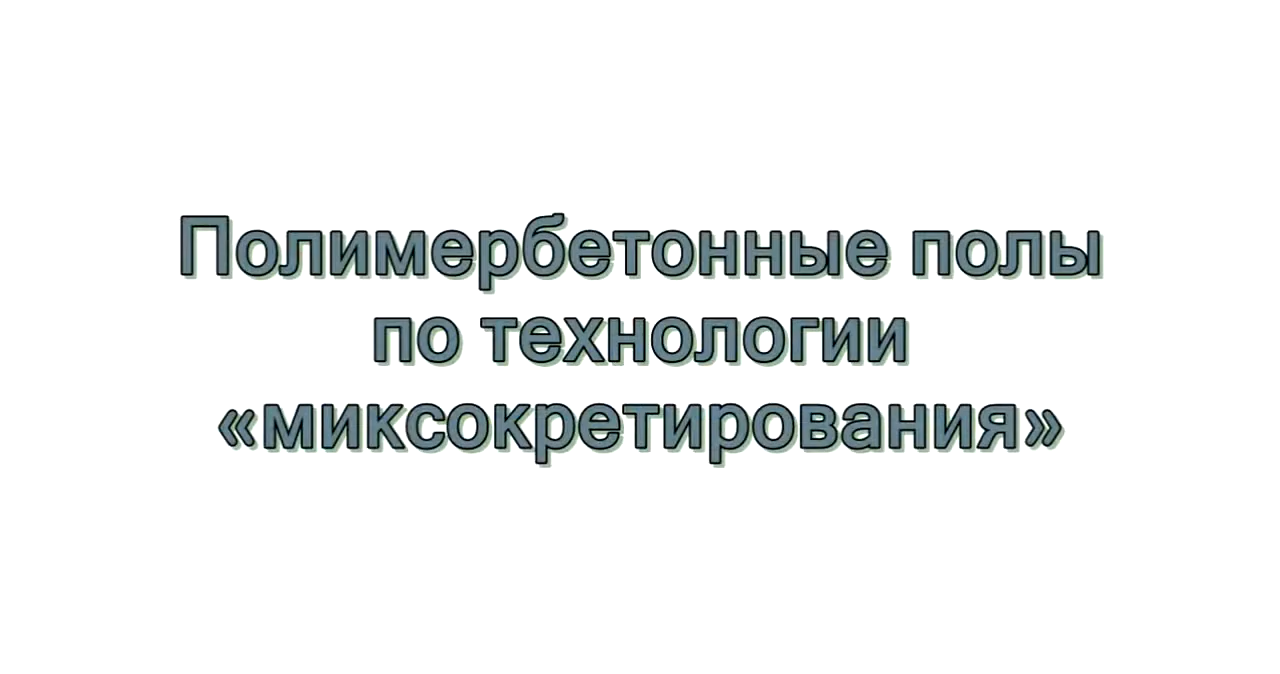 Полимербетонные полы
по технологии
«миксокретирования»